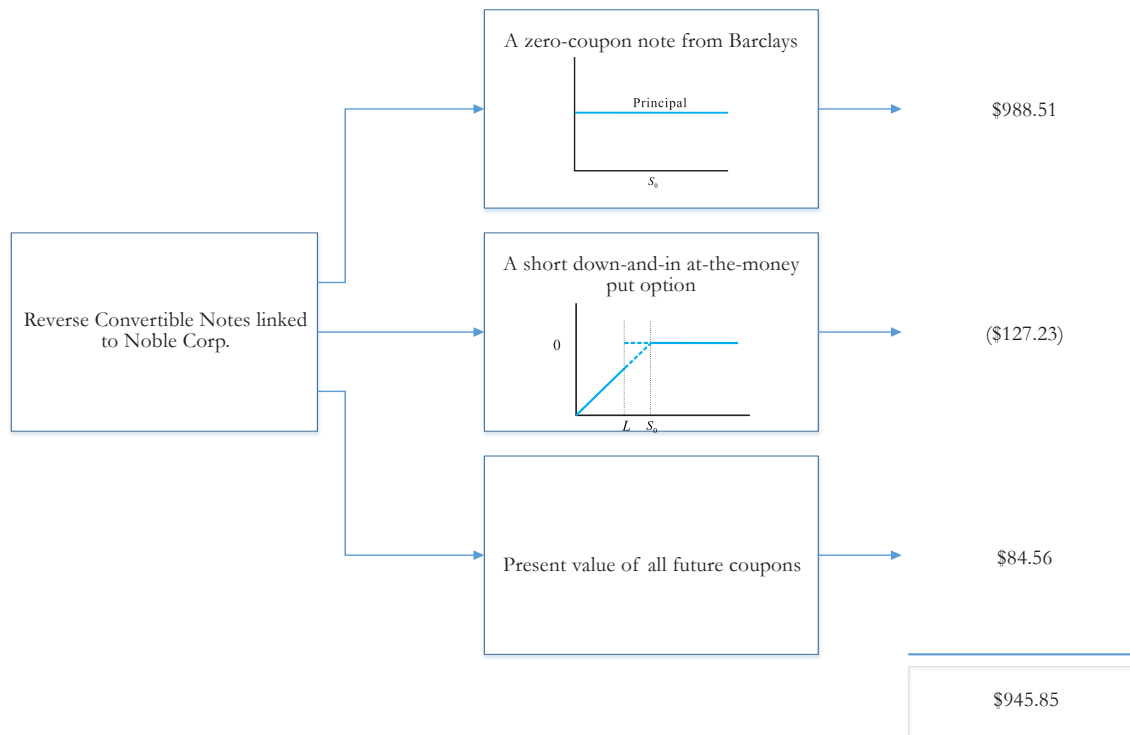 A zero-coupon note from Barclays
Principal
S₀
$988.51
Reverse Convertible Notes linked
to Noble Corp.
A short down-and-in at-the-money
put option
0
L S₀
($127.23)
Present value of all future coupons
$84.56
$945.85